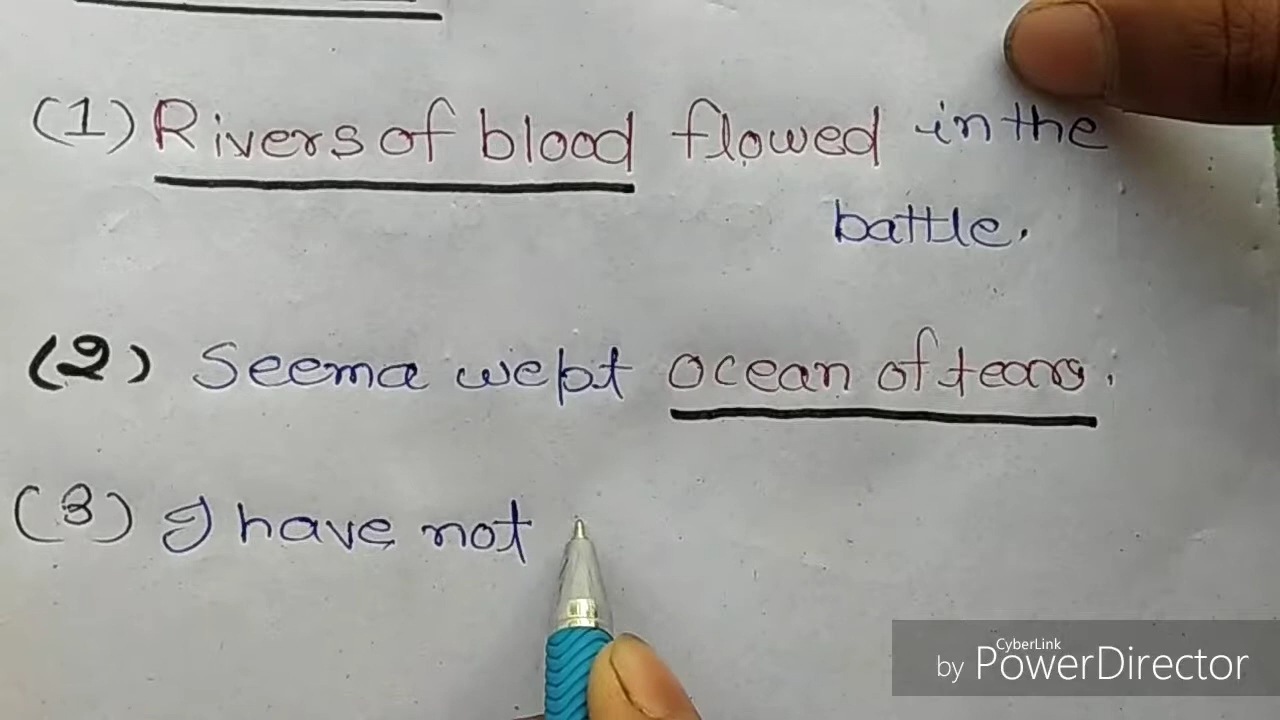 (1) Rivers of blood flowed in the
battle.
(2) Seema wept ocean of tears.
(3) I have not
CyberLink
by PowerDirector